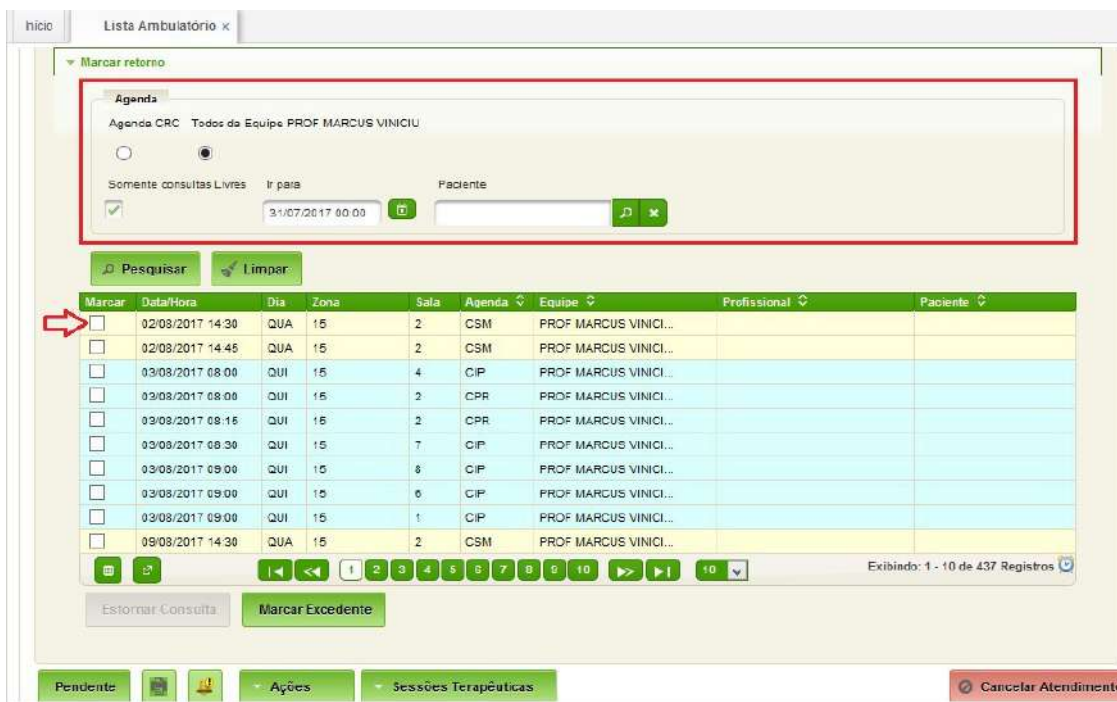 Início Lista Ambulatório ×
Marcar retorno
Agenda
Agenda CRC Todos da Equipe PROF MARCUS VINICIU
Somente consultas Livres Ir para Paciente
31/07/2017 00:00
Pesquisar Limpar
Marcar Data/Hora Dia Zona Sala Agenda Equipe Profissional Paciente
02/08/2017 14:30 QUA 15 2 CSM PROF MARCUS VINICI...
02/08/2017 14:45 QUA 15 2 CSM PROF MARCUS VINICI...
03/08/2017 08:00 QUI 15 4 CIP PROF MARCUS VINICI...
03/08/2017 08:00 QUI 15 2 CPR PROF MARCUS VINICI...
03/08/2017 08:15 QUI 15 2 CPR PROF MARCUS VINICI...
03/08/2017 08:30 QUI 15 7 CIP PROF MARCUS VINICI...
03/08/2017 09:00 QUI 15 8 CIP PROF MARCUS VINICI...
03/08/2017 09:00 QUI 15 6 CIP PROF MARCUS VINICI...
03/08/2017 09:00 QUI 15 1 CIP PROF MARCUS VINICI...
09/08/2017 14:30 QUA 15 2 CSM PROF MARCUS VINICI...
1 2 3 4 5 6 7 8 9 10 10 Exibindo: 1 - 10 de 437 Registros
Estornar Consulta Marcar Excedente
Pendente Ações Sessões Terapêuticas Cancelar Atendimento